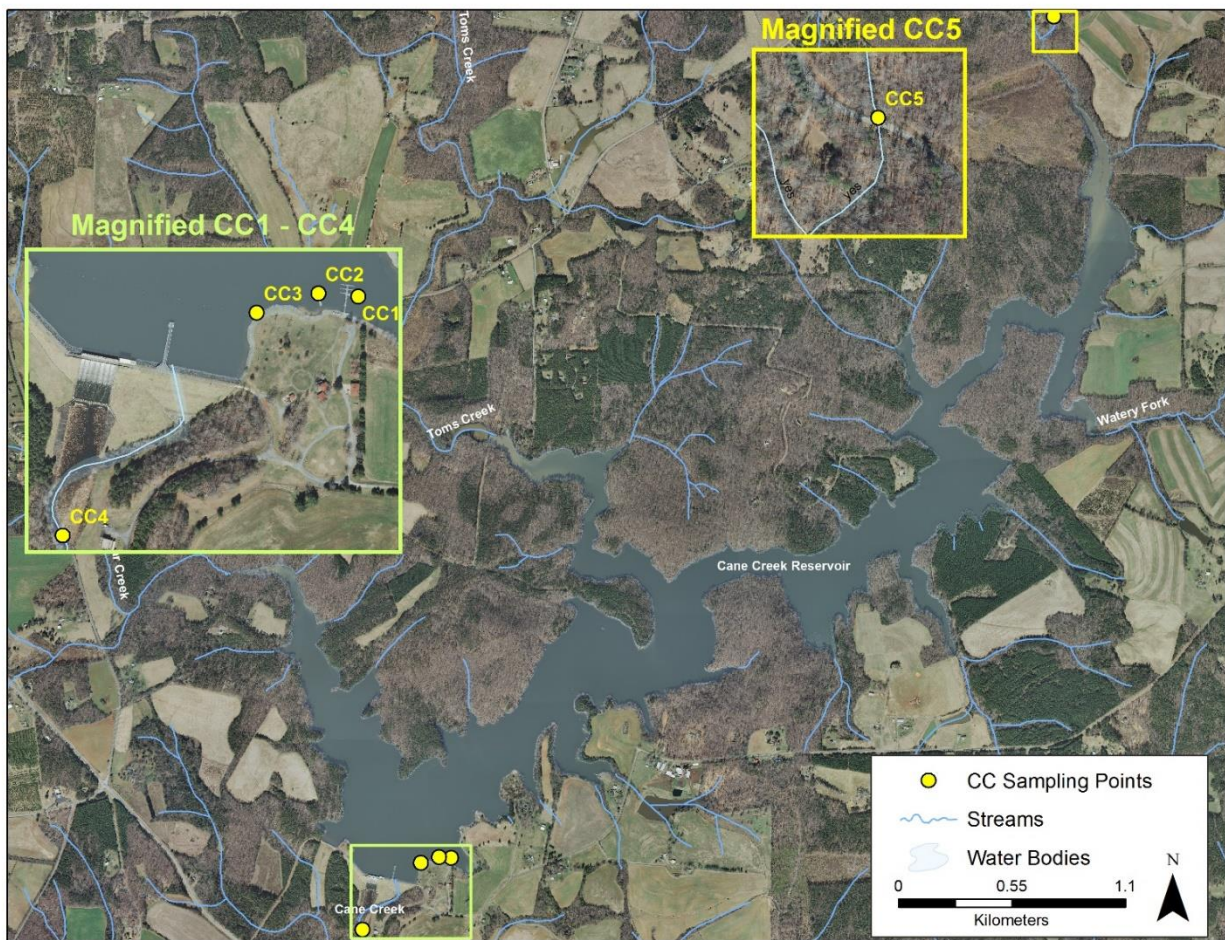 Toms Creek
Magnified CC5
CC5
yes
yes
Magnified CC1 - CC4
CC2
CC3
CC1
CC4
Toms Creek
Watery Fork
Cane Creek Reservoir
Creek
Cane Creek
CC Sampling Points
Streams
Water Bodies
N
0
0.55
1.1
Kilometers